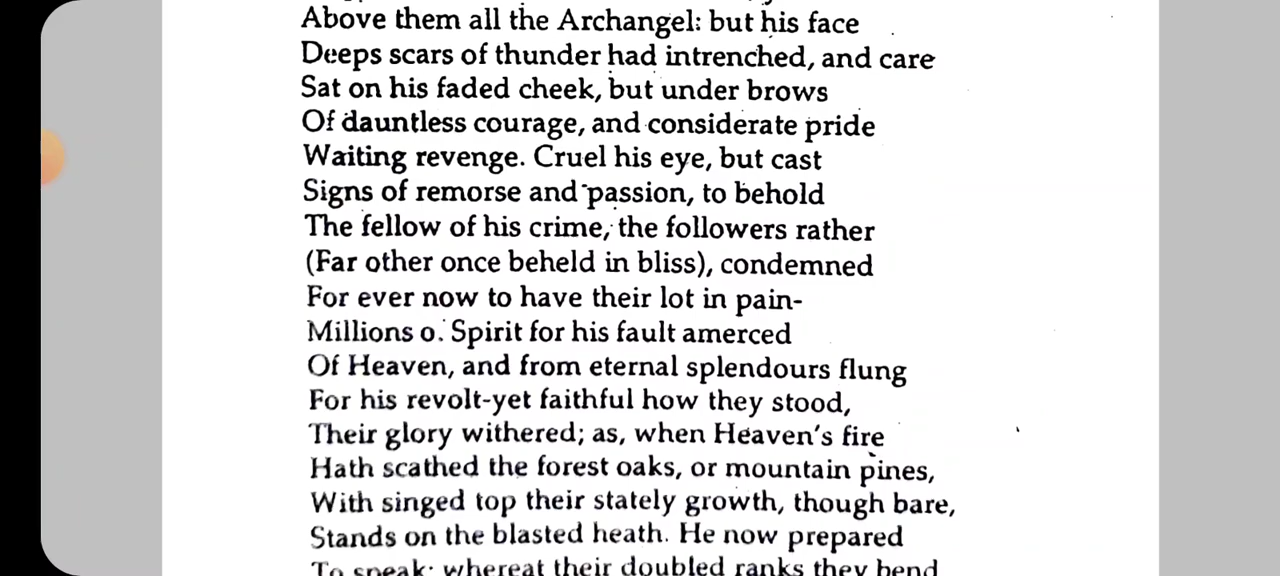 Above them all the Archangel: but his face
Deeps scars of thunder had intrenched, and care
Sat on his faded cheek, but under brows
Of dauntless courage, and considerate pride
Waiting revenge. Cruel his eye, but cast
Signs of remorse and passion, to behold
The fellow of his crime, the followers rather
(Far other once beheld in bliss), condemned
For ever now to have their lot in pain-
Millions o. Spirit for his fault amerced
Of Heaven, and from eternal splendours flung
For his revolt-yet faithful how they stood,
Their glory withered; as, when Heaven's fire
Hath scathed the forest oaks, or mountain pines,
With singed top their stately growth, though bare,
Stands on the blasted heath. He now prepared
To speak; whereat their doubled ranks they bend